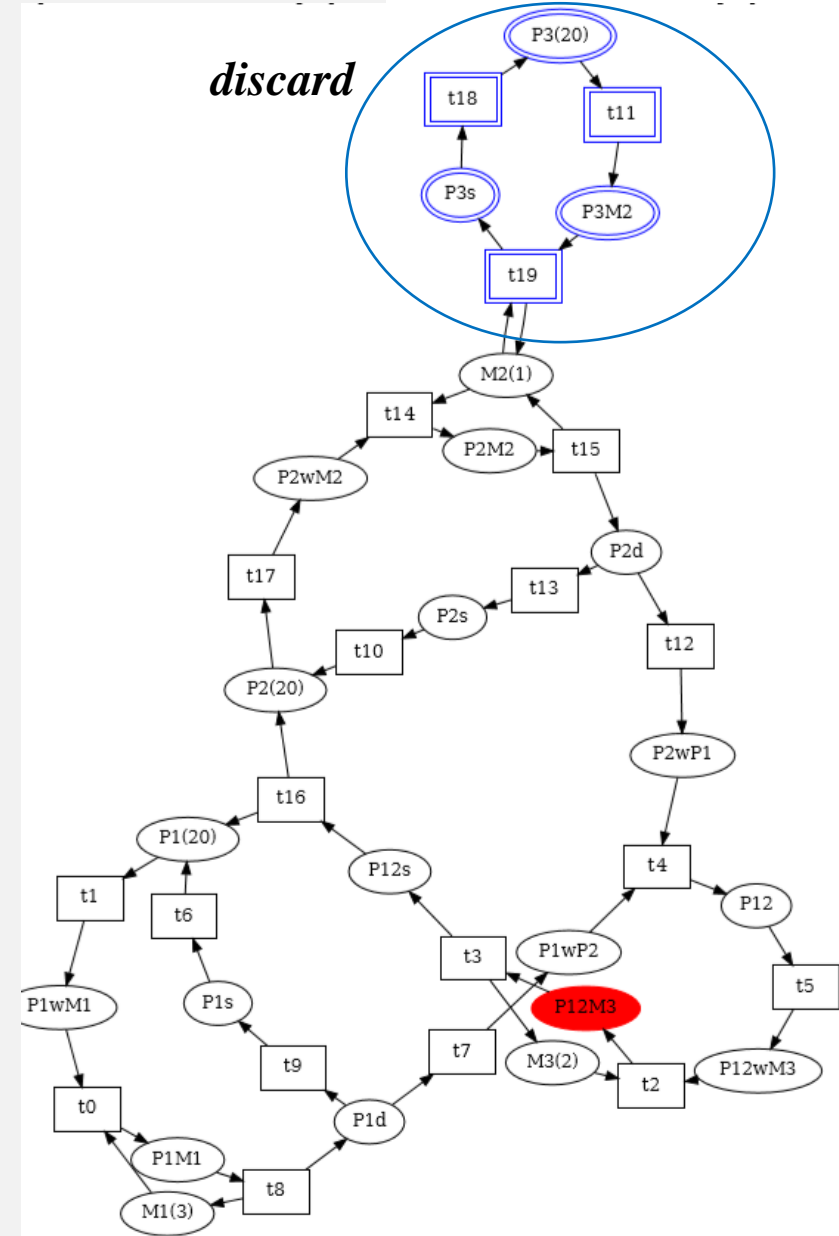 P3(20)
discard
t18
t11
P3s
P3M2
t19
M2(1)
t14
P2M2
t15
P2wM2
P2d
t17
t13
P2s
t12
t10
P2(20)
P2wP1
t16
P1(20)
t4
P12s
t1
P12
t6
P1wP2
t3
t5
P1s
P1wM1
P12M3
t7
M3(2)
P12wM3
t9
t2
t0
P1d
P1M1
t8
M1(3)